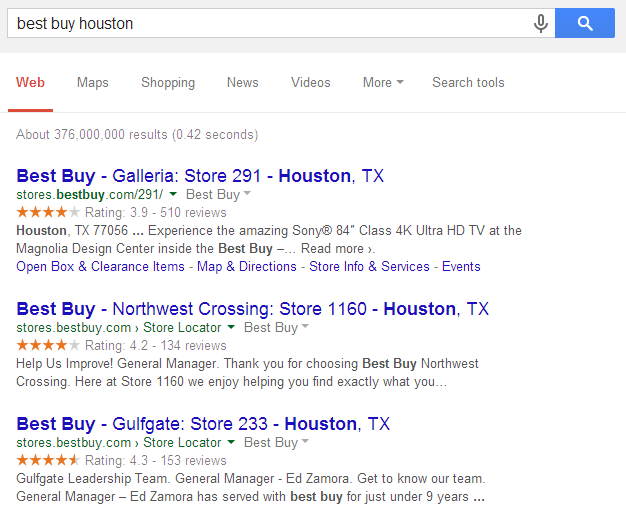 best buy houston
Web Maps Shopping News Videos More Search tools
About 376,000,000 results (0.42 seconds)
Best Buy - Galleria: Store 291 - Houston, TX
stores.bestbuy.com/291/ Best Buy
Rating: 3.9 - 510 reviews
Houston, TX 77056 ... Experience the amazing Sony® 84″ Class 4K Ultra HD TV at the
Magnolia Design Center inside the Best Buy –... Read more ›.
Open Box & Clearance Items - Map & Directions - Store Info & Services - Events
Best Buy - Northwest Crossing: Store 1160 - Houston, TX
stores.bestbuy.com › Store Locator Best Buy
Rating: 4.2 - 134 reviews
Help Us Improve! General Manager. Thank you for choosing Best Buy Northwest
Crossing. Here at Store 1160 we enjoy helping you find exactly what you...
Best Buy - Gulfgate: Store 233 - Houston, TX
stores.bestbuy.com › Store Locator Best Buy
Rating: 4.3 - 153 reviews
Gulfgate Leadership Team. General Manager - Ed Zamora. Get to know our team.
General Manager – Ed Zamora has served with best buy for just under 9 years ...